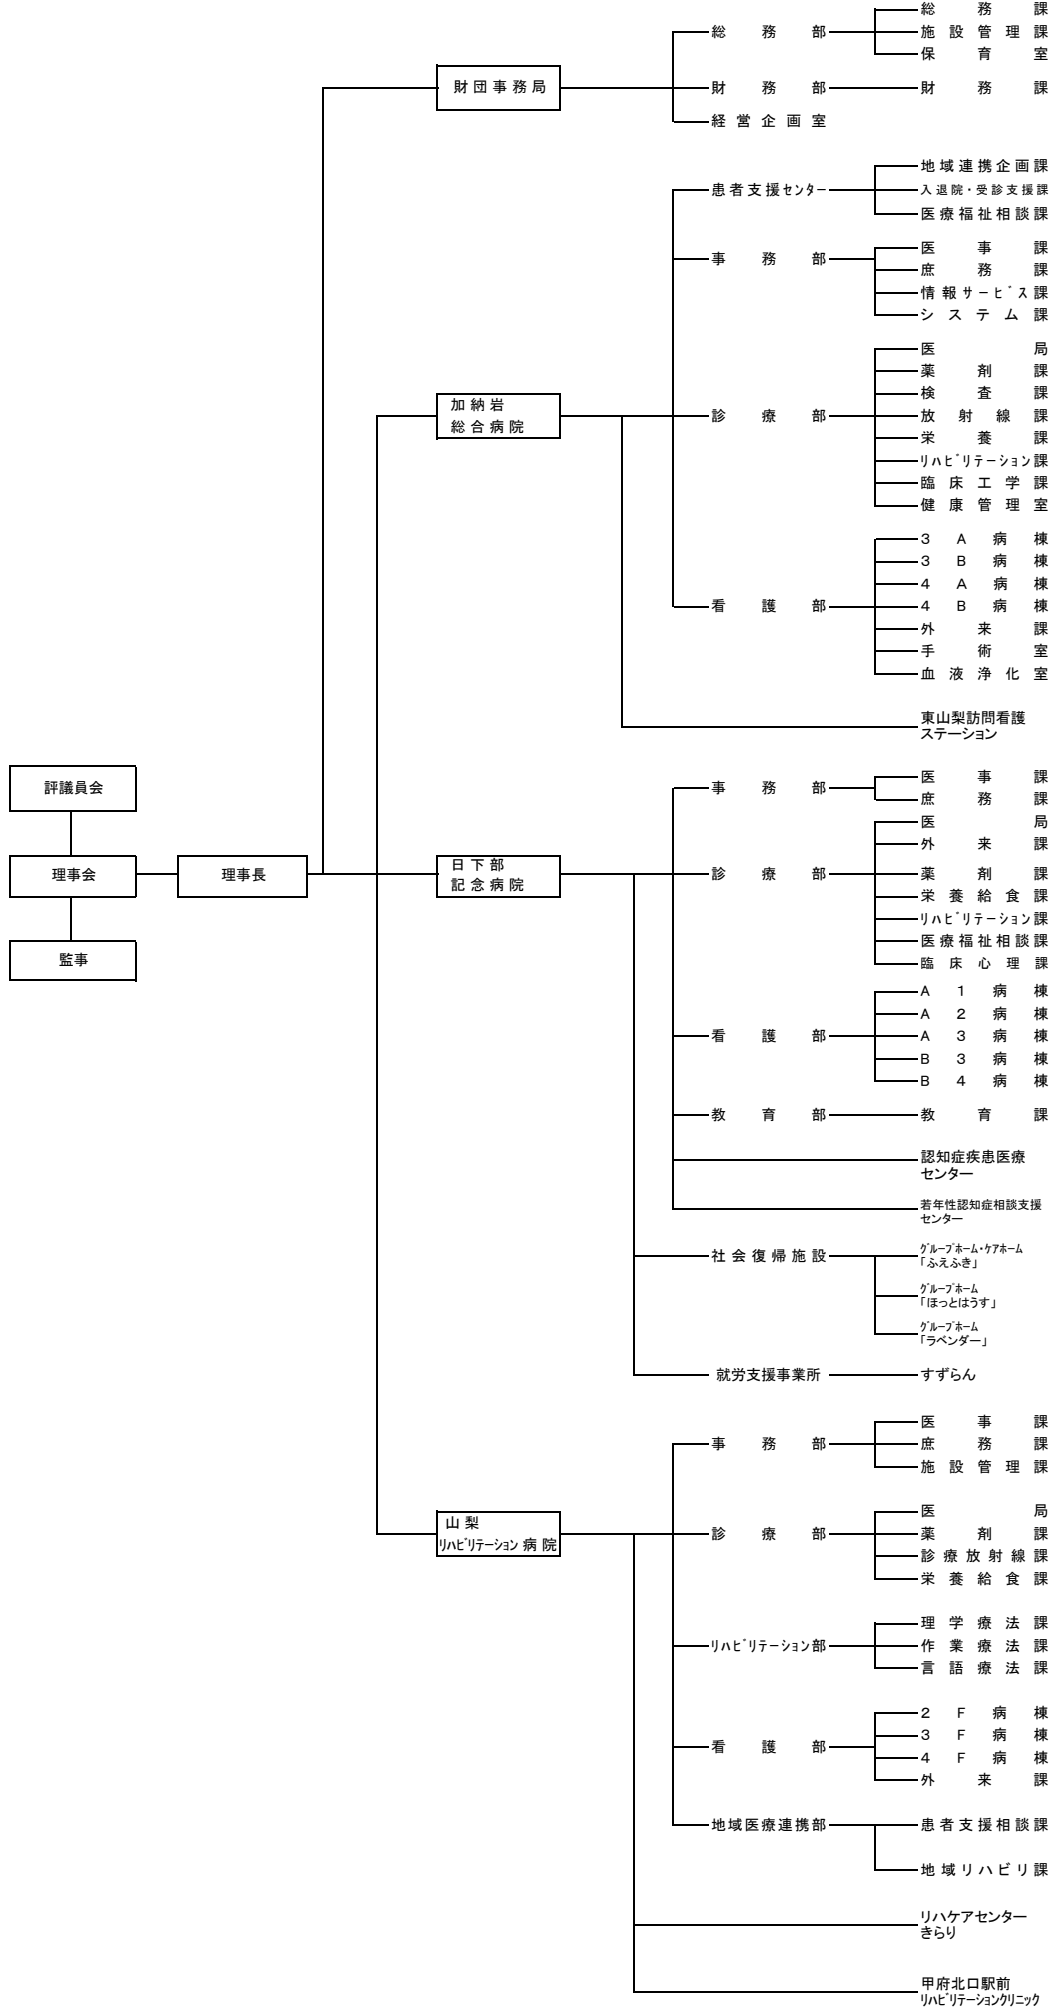 総務課
総務部
施設管理課
保育室
財団事務局
財務部
財務課
経営企画室
地域連携企画課
患者支援センター
入退院・受診支援課
医療福祉相談課
事務部
医事課
庶務課
情報サービス課
システム課
医局
薬剤課
検査課
加納岩
総合病院
診療部
放射線課
栄養課
リハビリテーション課
臨床工学課
健康管理室
3A病棟
3B病棟
4A病棟
看護部
4B病棟
外来課
手術室
血液浄化室
東山梨訪問看護
ステーション
評議員会
理事会
監事
理事長
事務部
医事課
庶務課
医局
外来課
日下部
記念病院
診療部
薬剤課
栄養給食課
リハビリテーション課
医療福祉相談課
臨床心理課
A1病棟
A2病棟
看護部
A3病棟
B3病棟
B4病棟
教育部
教育課
認知症疾患医療
センター
若年性認知症相談支援
センター
社会復帰施設
グループホーム・ケアホーム
「ふえふき」
グループホーム
「ほっとはうす」
グループホーム
「ラベンダー」
就労支援事業所
すずらん
医事課
事務部
庶務課
施設管理課
山梨
リハビリテーション病院
医局
診療部
薬剤課
診療放射線課
栄養給食課
理学療法課
リハビリテーション部
作業療法課
言語療法課
2F病棟
3F病棟
看護部
4F病棟
外来課
地域医療連携部
患者支援相談課
地域リハビリ課
リハケアセンター
きらり
甲府北口駅前
リハビリテーションクリニック